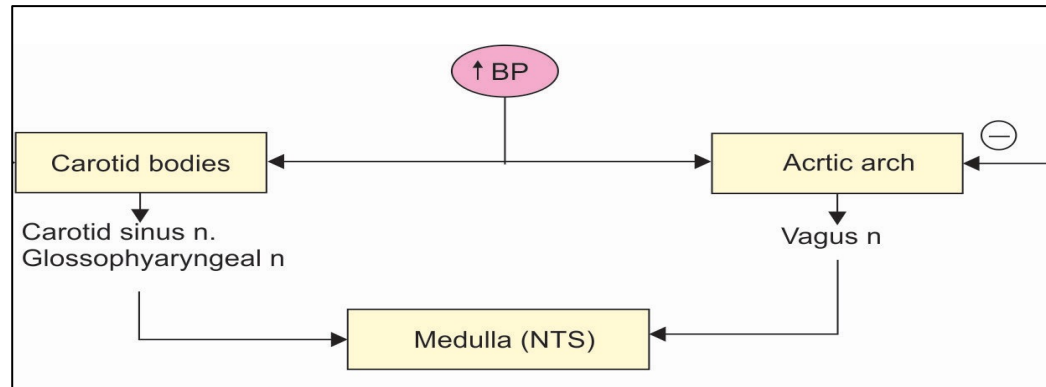 ↑ BP
Carotid bodies
Acrtic arch
Carotid sinus n.
Glossophyaryngeal n
Vagus n
Medulla (NTS)